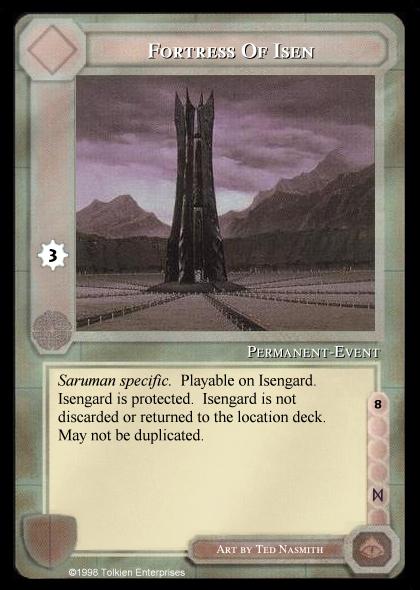 Fortress Of Isen
3
Permanent-Event
Saruman specific. Playable on Isengard.
Isengard is protected. Isengard is not
discarded or returned to the location deck.
May not be duplicated.
8
ᛞ
Art by Ted Nasmith
©1998 Tolkien Enterprises